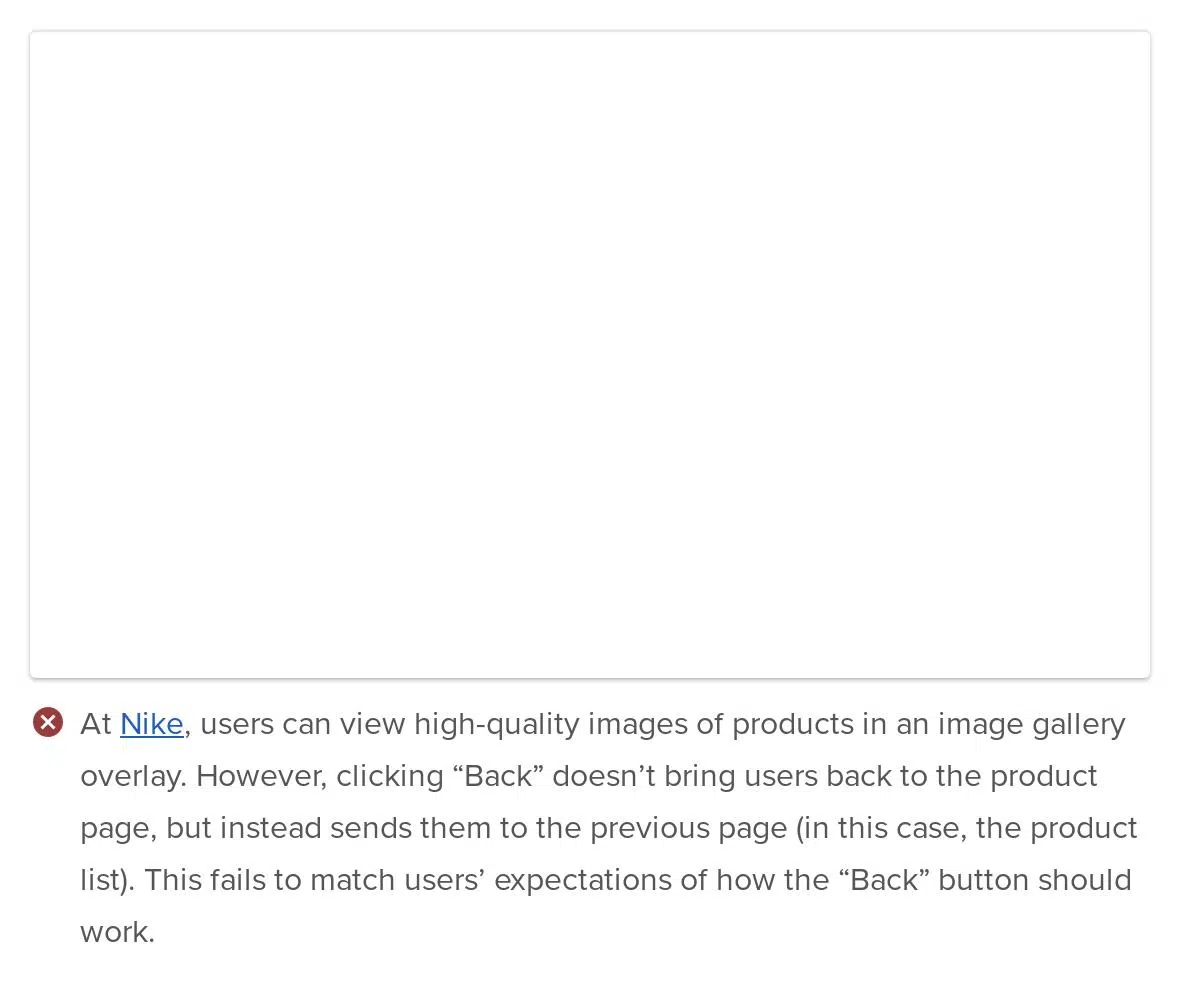 At Nike, users can view high-quality images of products in an image gallery
overlay. However, clicking “Back” doesn’t bring users back to the product
page, but instead sends them to the previous page (in this case, the product
list). This fails to match users’ expectations of how the “Back” button should
work.